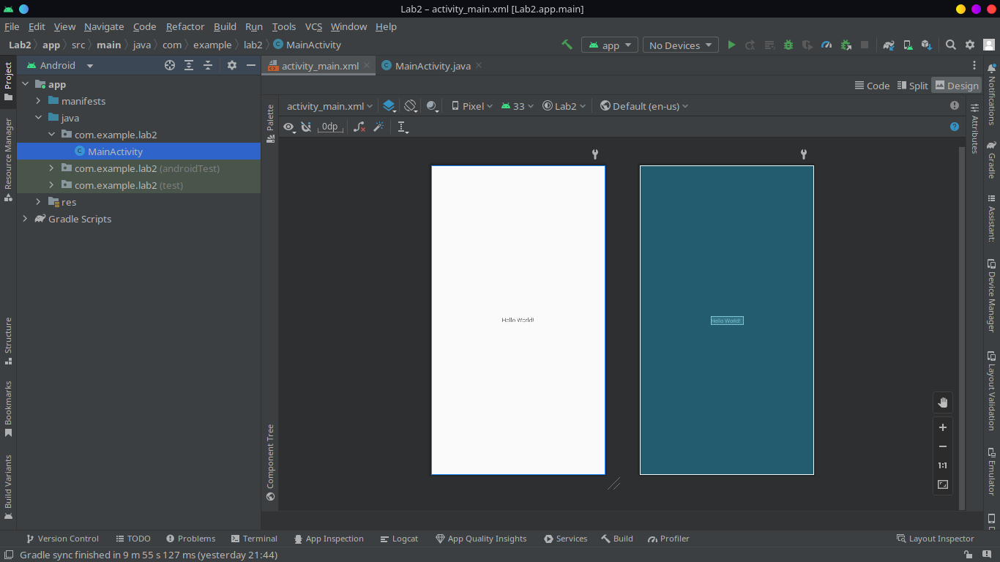 Lab2 – activity_main.xml [Lab2.app.main]
File Edit View Navigate Code Refactor Build Run Tools VCS Window Help
Lab2 app src main java com example lab2 MainActivity app No Devices
Project
Resource Manager
Structure
Bookmarks
Build Variants
Android
app
manifests
java
com.example.lab2
MainActivity
com.example.lab2 (androidTest)
com.example.lab2 (test)
res
Gradle Scripts
activity_main.xml MainActivity.java
Code Split Design
Palette
Component Tree
activity_main.xml Pixel 33 Lab2 Default (en-us)
0dp
Hello World!
Hello World!
1:1
Attributes
Notifications
Gradle
Assistant:
Device Manager
Layout Validation
Emulator
Version Control TODO Problems Terminal App Inspection Logcat App Quality Insights Services Build Profiler Layout Inspector
Gradle sync finished in 9 m 55 s 127 ms (yesterday 21:44)